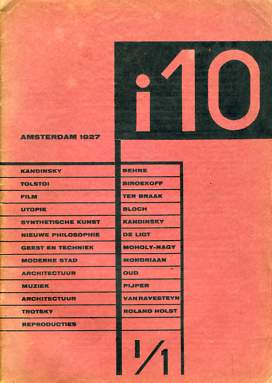 i10
AMSTERDAM 1927
KANDINSKY BEHNE
TOLSTOI BIROEKOFF
FILM TER BRAAK
UTOPIE BLOCH
SYNTHETISCHE KUNST KANDINSKY
NIEUWE PHILOSOPHIE DE LIGT
GEEST EN TECHNIEK MOHOLY-NAGY
MODERNE STAD MONDRIAAN
ARCHITECTUUR OUD
MUZIEK PIJPER
ARCHITECTUUR VAN RAVESTEYN
TROTSKY ROLAND HOLST
REPRODUCTIES
1/1